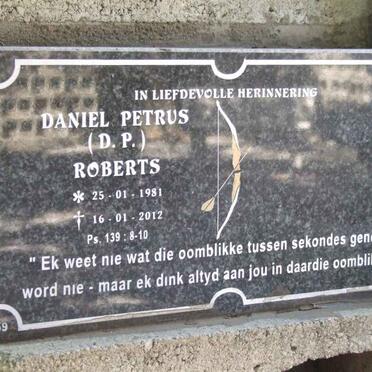 IN LIEFDEVOLLE HERINNERING
DANIEL PETRUS
( D. P. )
ROBERTS
* 25 - 01 - 1981
† 16 - 01 - 2012
Ps. 139 : 8-10
" Ek weet nie wat die oomblikke tussen sekondes
word nie - maar ek dink altyd aan jou in daardie